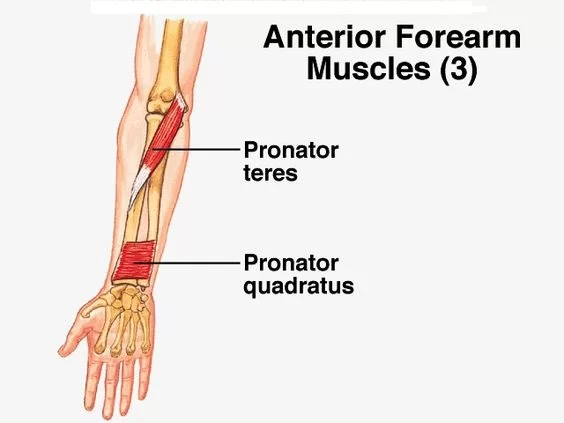 Anterior Forearm
Muscles (3)
Pronator
teres
Pronator
quadratus